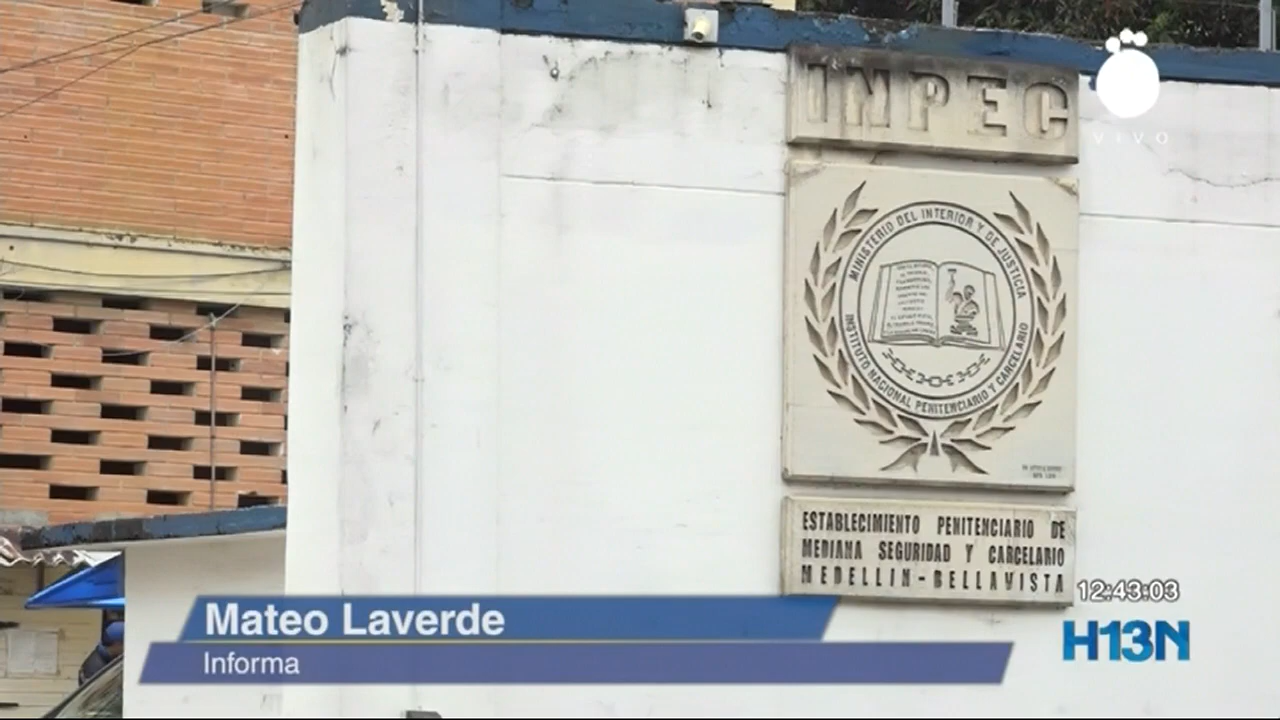 INPEC
VIVO
MINISTERIO DEL INTERIOR Y DE JUSTICIA
INSTITUTO NACIONAL PENITENCIARIO Y CARCELARIO
ESTABLECIMIENTO PENITENCIARIO DE
MEDIANA SEGURIDAD Y CARCELARIO
MEDELLIN-BELLAVISTA
12:43:03
Mateo Laverde
H13N
Informa